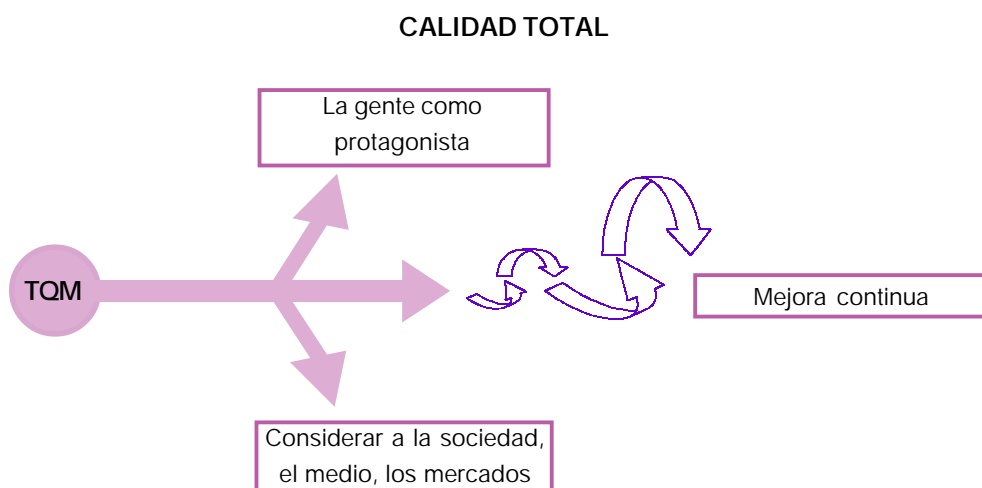 CALIDAD TOTAL
La gente como
protagonista
TQM
Mejora continua
Considerar a la sociedad,
el medio, los mercados